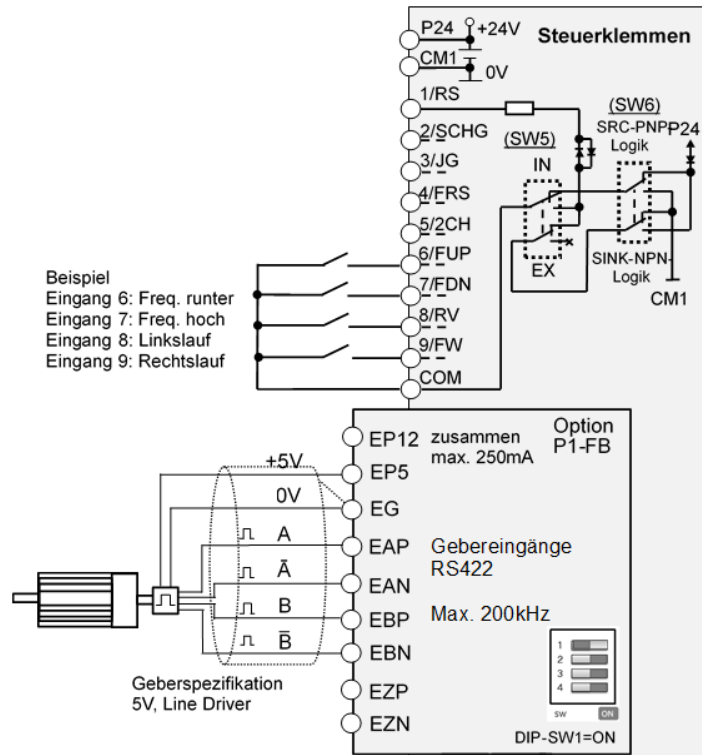 P24
+24V
Steuerklemmen
CM1
0V
1/RS
(SW6)
2/SCHG
(SW5)
SRC-PNP-
P24
Logik
3/JG
IN
4/FRS
5/2CH
6/FUP
SINK-NPN-
Logik
7/FDN
EX
CM1
8/RV
9/FW
COM
Beispiel
Eingang 6: Freq. runter
Eingang 7: Freq. hoch
Eingang 8: Linkslauf
Eingang 9: Rechtslauf
EP12
zusammen
max. 250mA
Option
P1-FB
+5V
EP5
0V
EG
A
EAP
Gebereingänge
RS422
A̅
EAN
B
EBP
Max. 200kHz
B̅
EBN
Geberspezifikation
5V, Line Driver
EZP
EZN
1
2
3
4
SW
ON
DIP-SW1=ON